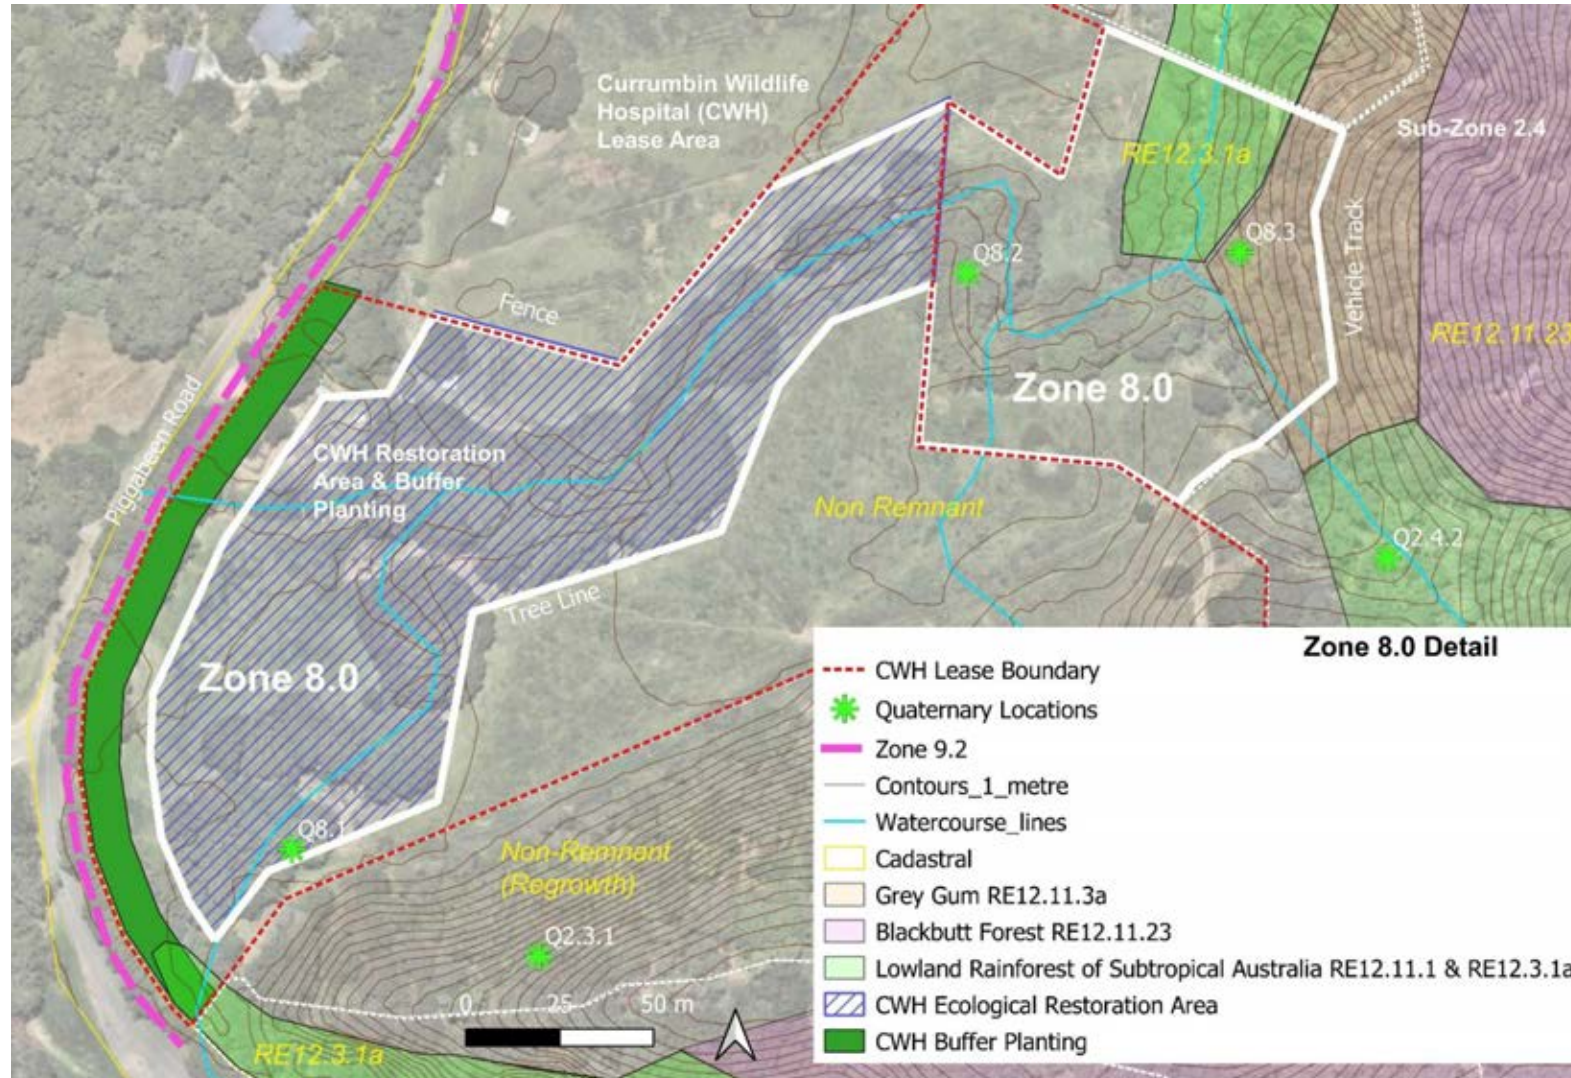 Currumbin Wildlife
Hospital (CWH)
Lease Area
Sub-Zone 2.4
RE12.3.1a
Q8.3
Q8.2
Vehicle Track
Fence
RE12.11.23
Zone 8.0
Piggabeen Road
CWH Restoration
Area & Buffer
Planting
Non Remnant
Q2.4.2
Tree Line
Zone 8.0
Q8.1
Non-Remnant
(Regrowth)
Q2.3.1
0 25 50 m
RE12.3.1a
Zone 8.0 Detail
CWH Lease Boundary
Quaternary Locations
Zone 9.2
Contours_1_metre
Watercourse_lines
Cadastral
Grey Gum RE12.11.3a
Blackbutt Forest RE12.11.23
Lowland Rainforest of Subtropical Australia RE12.11.1 & RE12.3.1a
CWH Ecological Restoration Area
CWH Buffer Planting